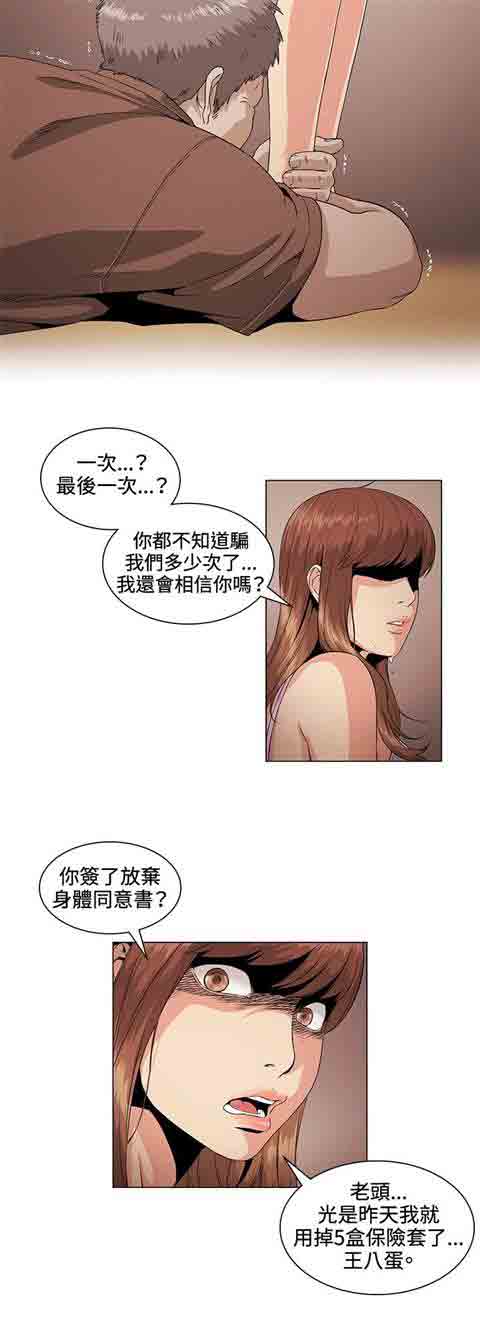 一次...？
最後一次...？
你都不知道騙
我們多少次了...
我還會相信你嗎？
你簽了放棄
身體同意書？
老頭...
光是昨天我就
用掉5盒保險套了...
王八蛋。